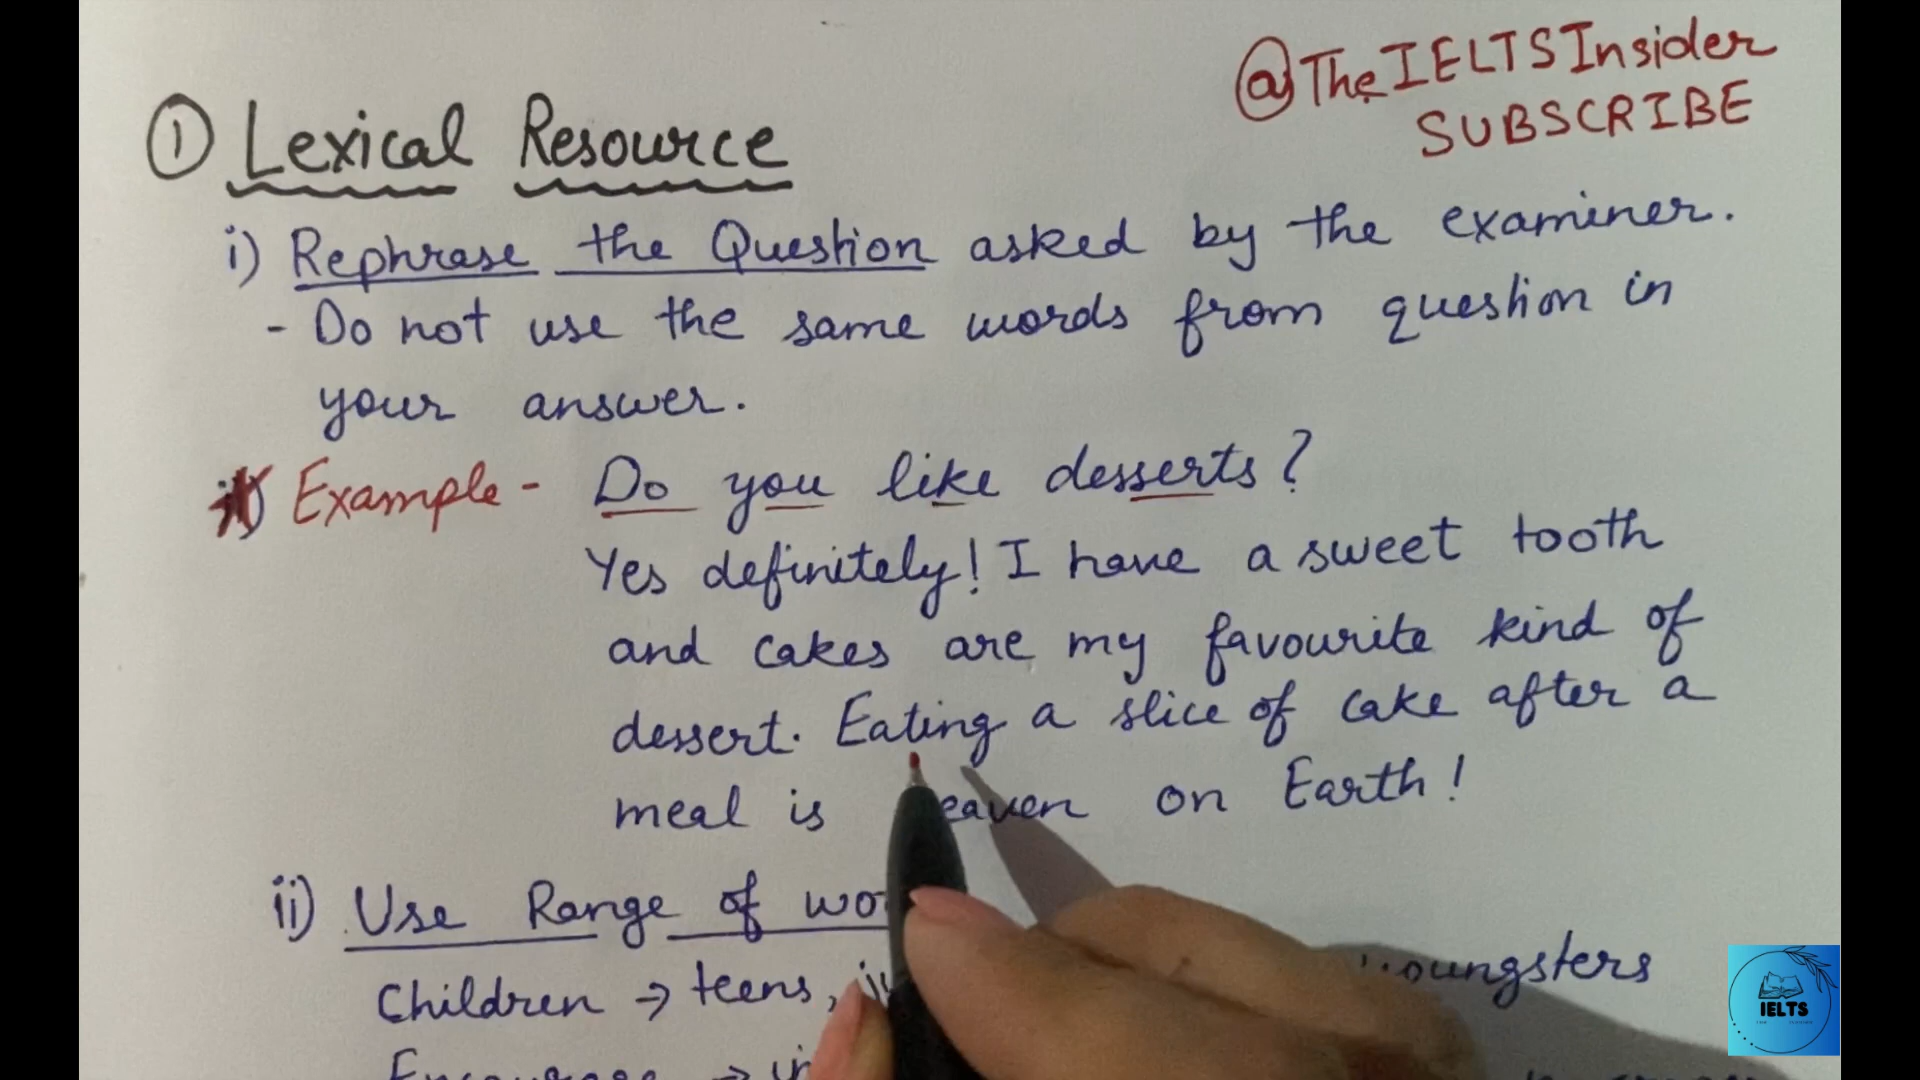 @TheIELTSInsider
SUBSCRIBE
① Lexical Resource
i) Rephrase the Question asked by the examiner.
- Do not use the same words from question in
your answer.
Example - Do you like desserts?
Yes definitely! I have a sweet tooth
and cakes are my favourite kind of
dessert. Eating a slice of cake after a
meal is on Earth!
ii) Use Range of
Children → teens,
Encourage →
IELTS